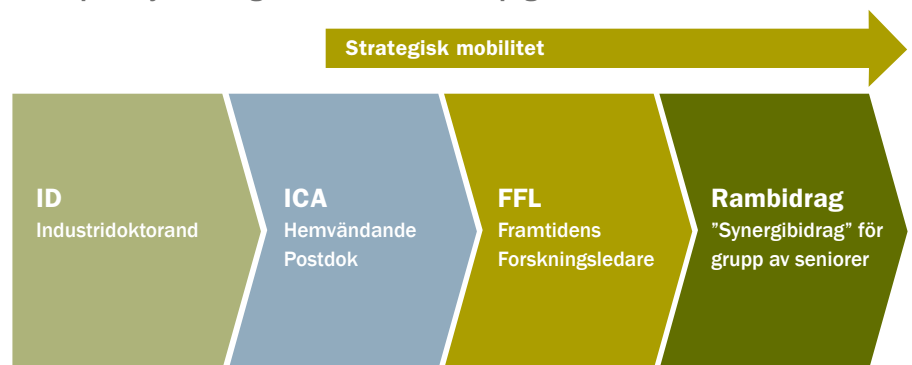 Strategisk mobilitet
ID
Industridoktorand
ICA
Hemvändande
Postdok
FFL
Framtidens
Forskningsledare
Rambidrag
”Synergibidrag” för
grupp av seniorer